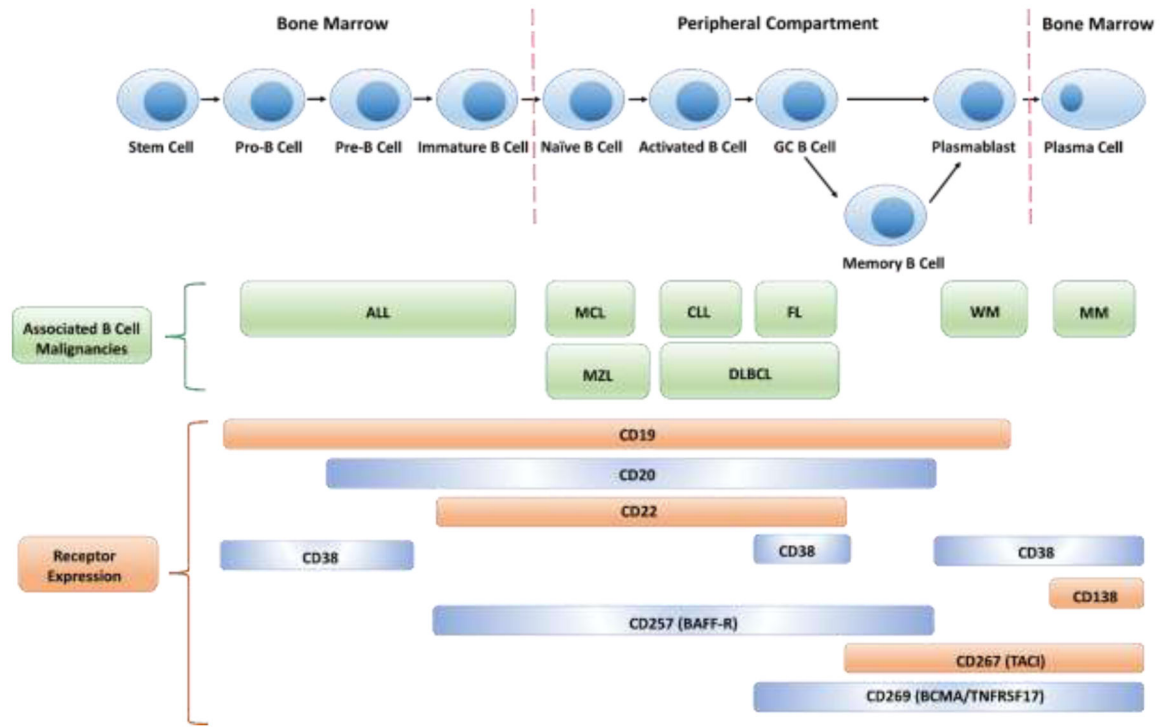 Bone Marrow
Peripheral Compartment
Bone Marrow
Stem Cell
Pro-B Cell
Pre-B Cell
Immature B Cell
Naïve B Cell
Activated B Cell
GC B Cell
Plasmablast
Plasma Cell
Memory B Cell
Associated B Cell
Malignancies
ALL
MCL
CLL
FL
WM
MM
MZL
DLBCL
Receptor
Expression
CD19
CD20
CD22
CD38
CD38
CD38
CD138
CD257 (BAFF-R)
CD267 (TACI)
CD269 (BCMA/TNFRSF17)